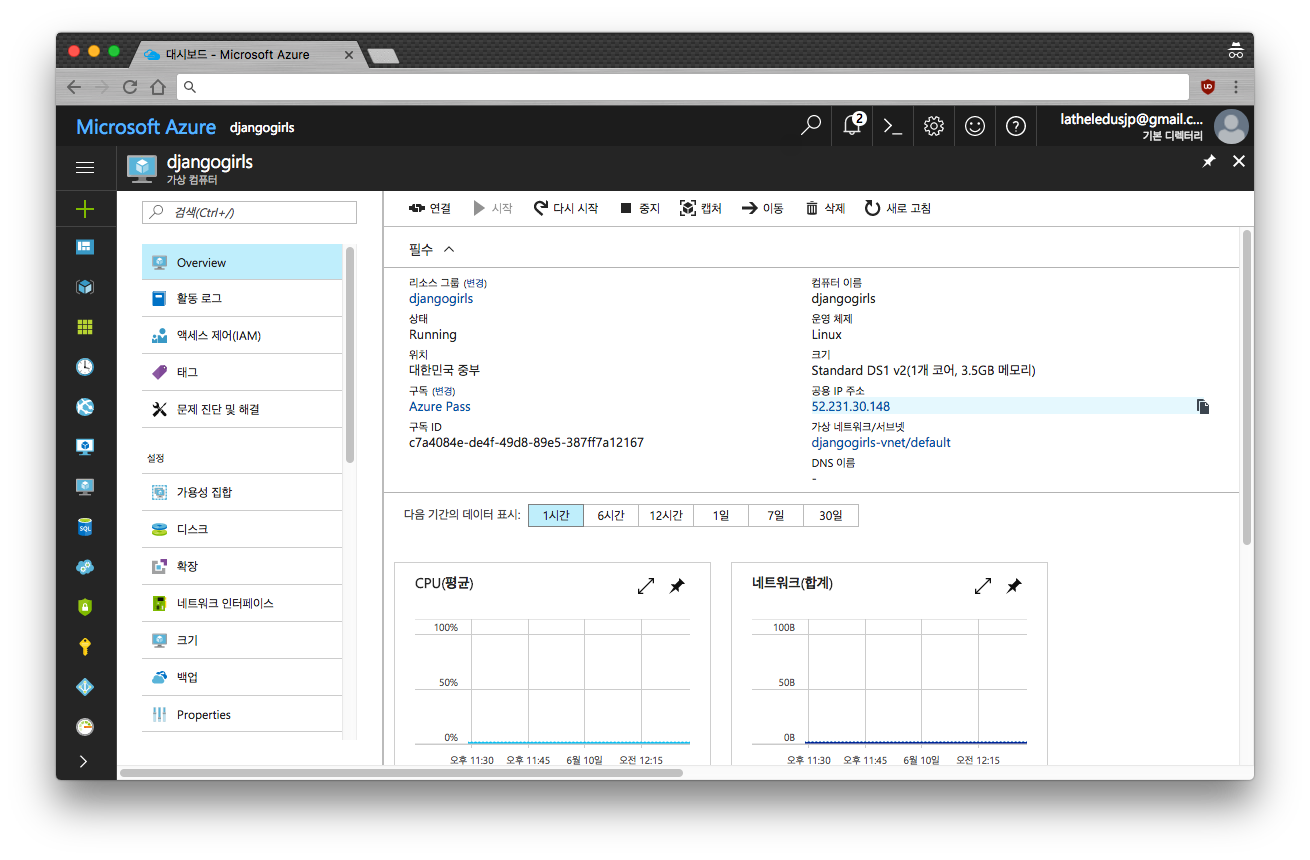 대시보드 - Microsoft Azure
Microsoft Azure djangogirls
2
latheledusjp@gmail.c...
기본 디렉터리
djangogirls
가상 컴퓨터
검색(Ctrl+/)
Overview
활동 로그
액세스 제어(IAM)
태그
문제 진단 및 해결
설정
가용성 집합
디스크
확장
네트워크 인터페이스
크기
백업
Properties
연결 시작 다시 시작 중지 캡처 이동 삭제 새로 고침
필수
리소스 그룹 (변경)
djangogirls
상태
Running
위치
대한민국 중부
구독 (변경)
Azure Pass
구독 ID
c7a4084e-de4f-49d8-89e5-387ff7a12167
컴퓨터 이름
djangogirls
운영 체제
Linux
크기
Standard DS1 v2(1개 코어, 3.5GB 메모리)
공용 IP 주소
52.231.30.148
가상 네트워크/서브넷
djangogirls-vnet/default
DNS 이름
-
다음 기간의 데이터 표시: 1시간 6시간 12시간 1일 7일 30일
CPU(평균)
100%
50%
0%
오후 11:30 오후 11:45 6월 10일 오전 12:15
네트워크(합계)
100B
50B
0B
오후 11:30 오후 11:45 6월 10일 오전 12:15